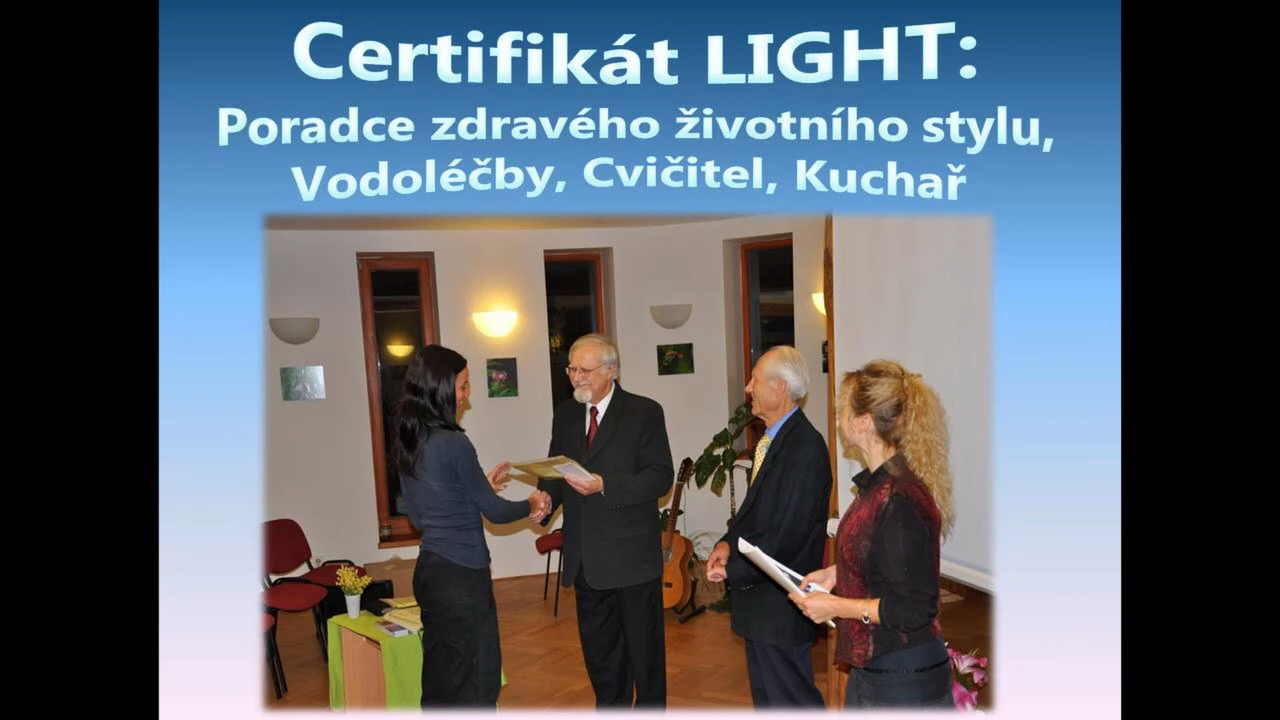 Certifikát LIGHT:
Poradce zdravého životního stylu,
Vodoléčby, Cvičitel, Kuchař